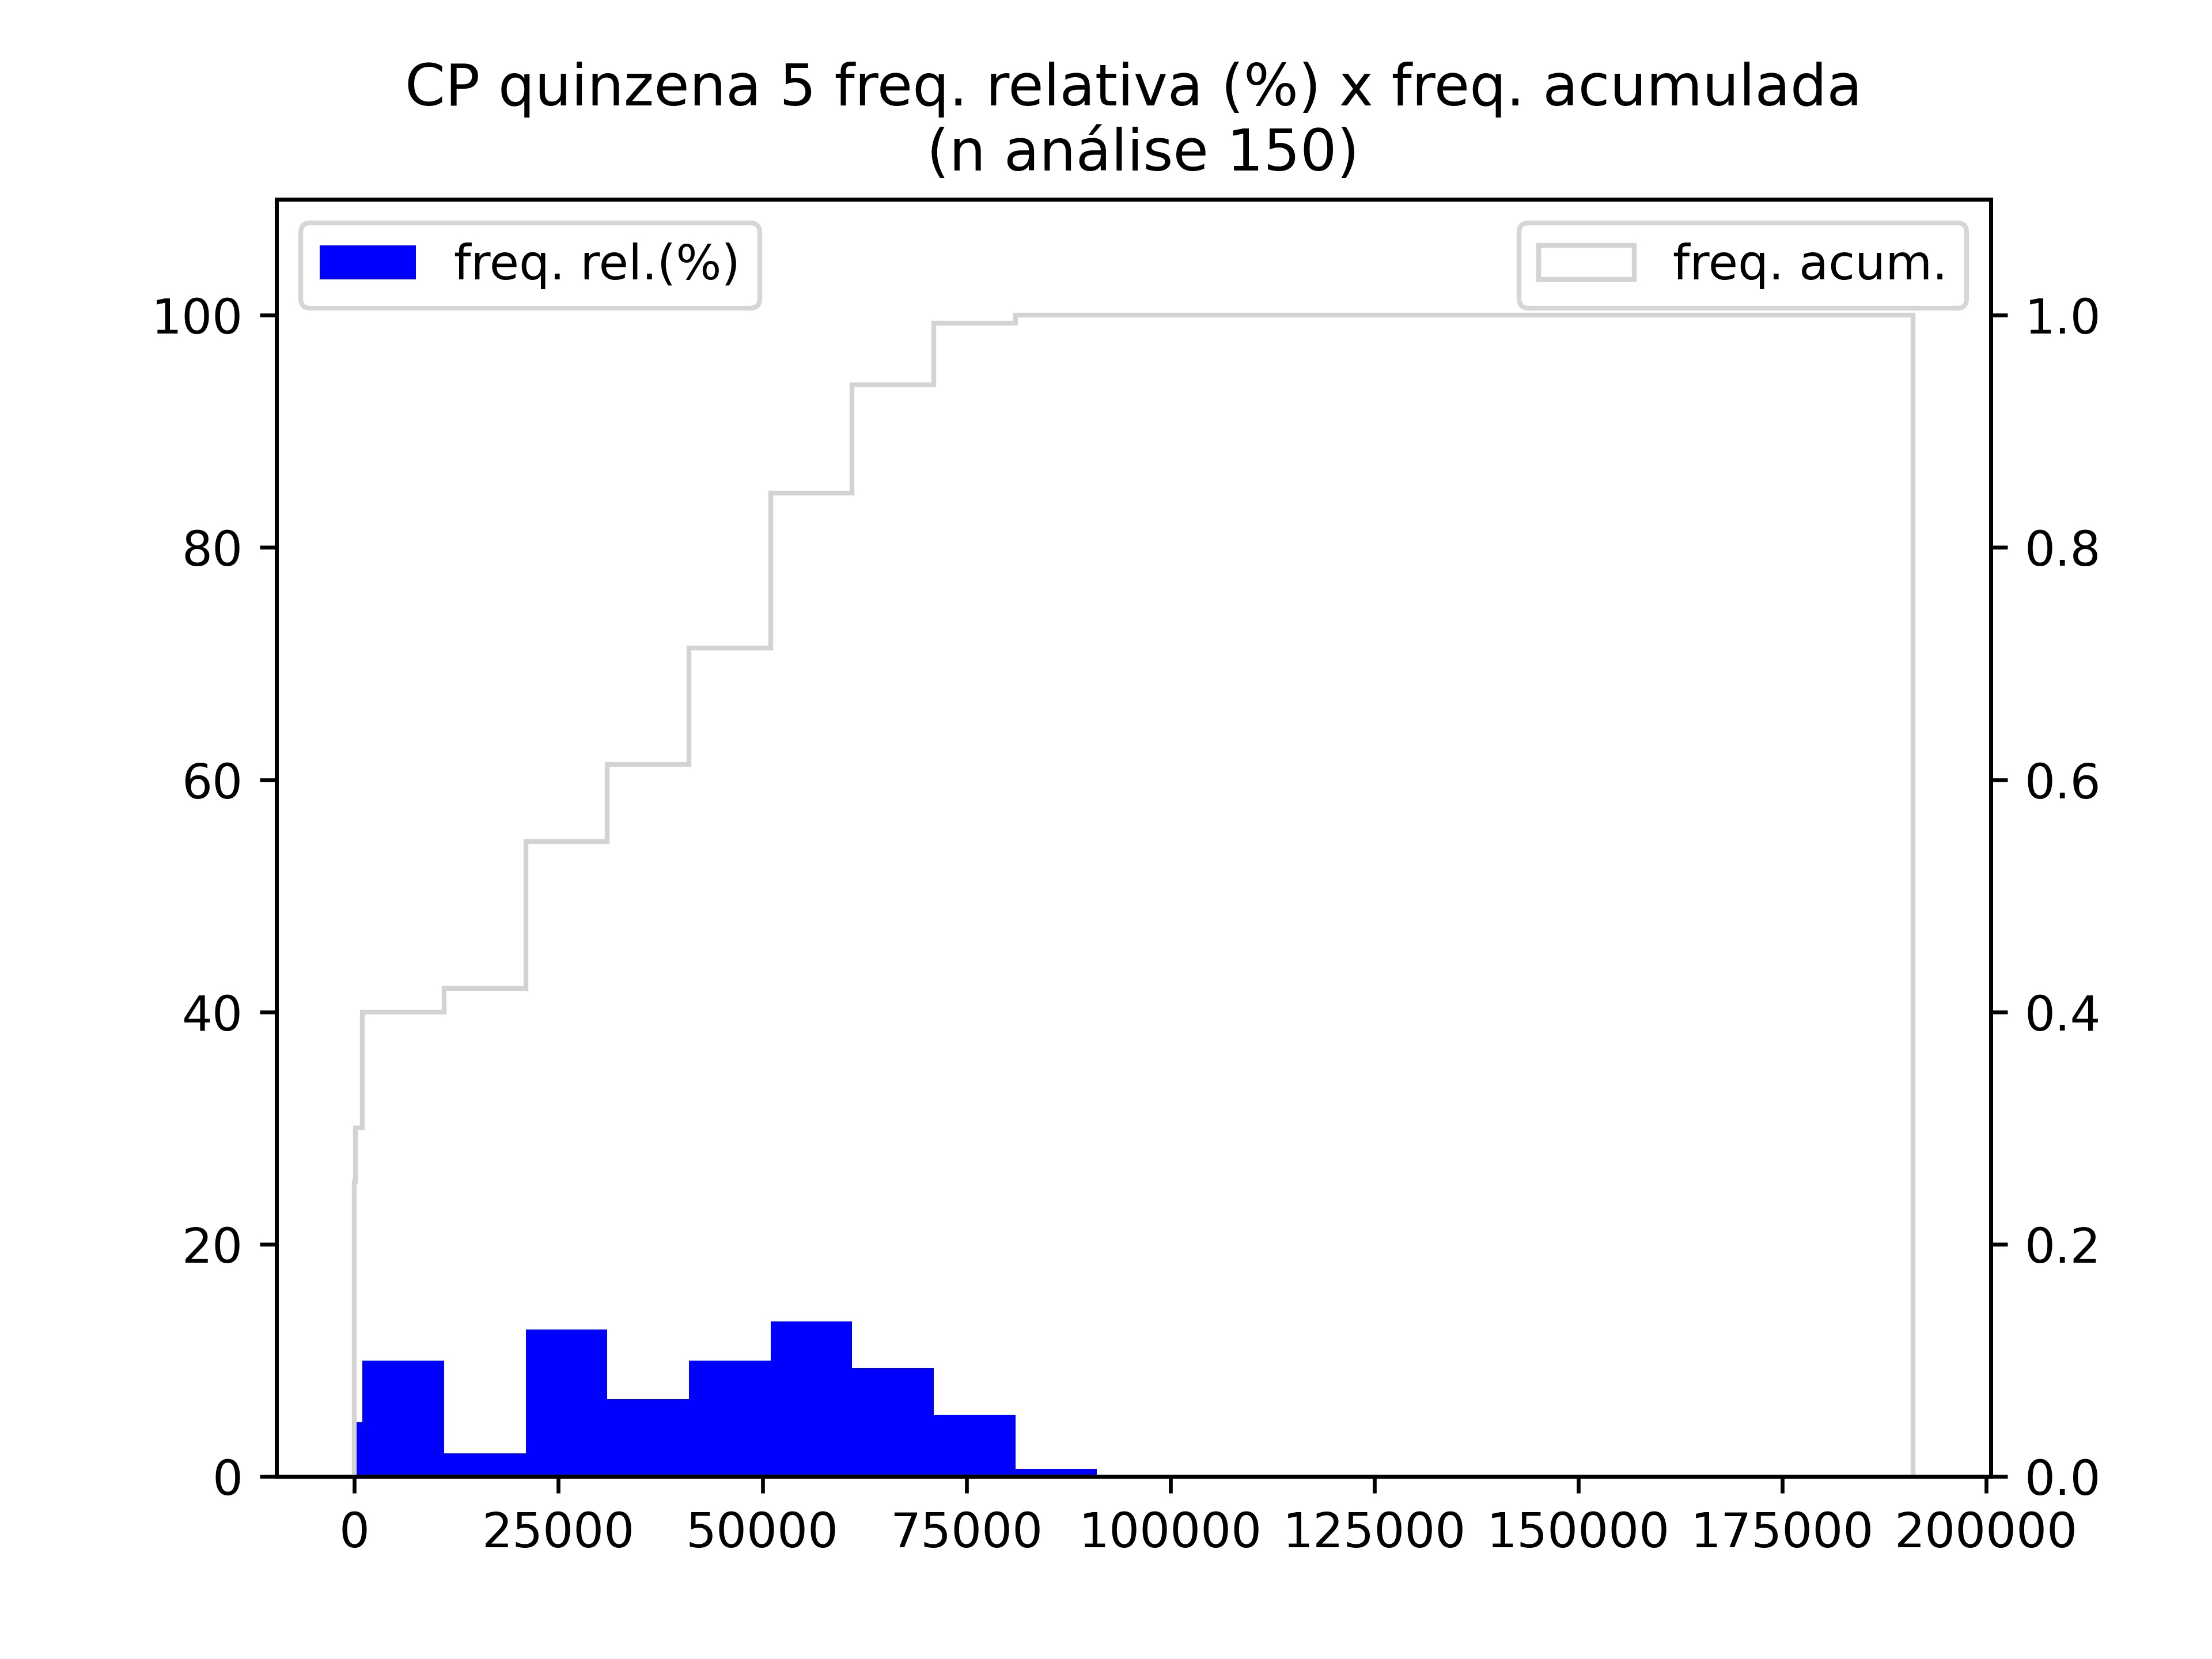 CP quinzena 5 freq. relativa (%) x freq. acumulada
(n análise 150)
freq. rel.(%)
freq. acum.
100
80
60
40
20
0
1.0
0.8
0.6
0.4
0.2
0.0
0 25000 50000 75000 100000 125000 150000 175000 200000